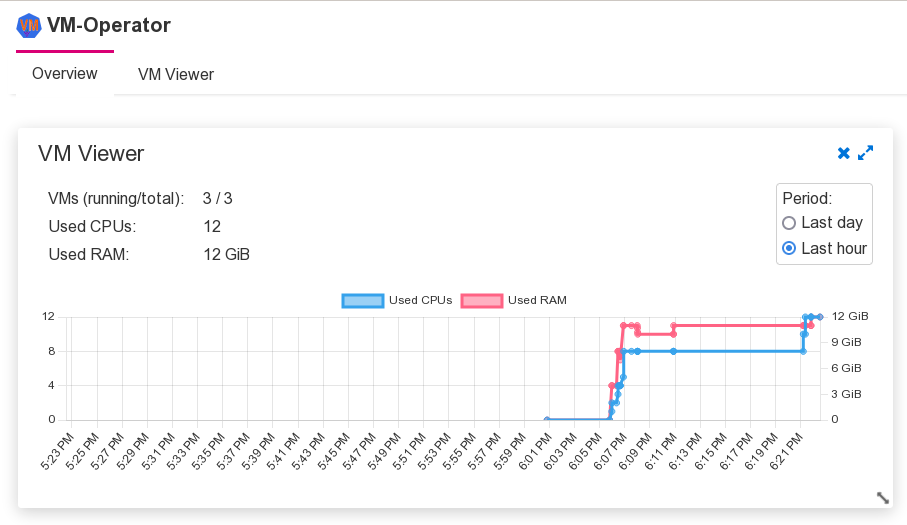 VM VM-Operator
Overview VM Viewer
VM Viewer
VMs (running/total): 3 / 3
Used CPUs: 12
Used RAM: 12 GiB
Period:
Last day
Last hour
Used CPUs Used RAM
12 12 GiB
9 GiB
8
6 GiB
4
3 GiB
0 0
5:23 PM 5:25 PM 5:27 PM 5:29 PM 5:31 PM 5:33 PM 5:35 PM 5:37 PM 5:39 PM 5:41 PM 5:43 PM 5:45 PM 5:47 PM 5:49 PM 5:51 PM 5:53 PM 5:55 PM 5:57 PM 5:59 PM 6:01 PM 6:03 PM 6:05 PM 6:07 PM 6:09 PM 6:11 PM 6:13 PM 6:15 PM 6:17 PM 6:19 PM 6:21 PM